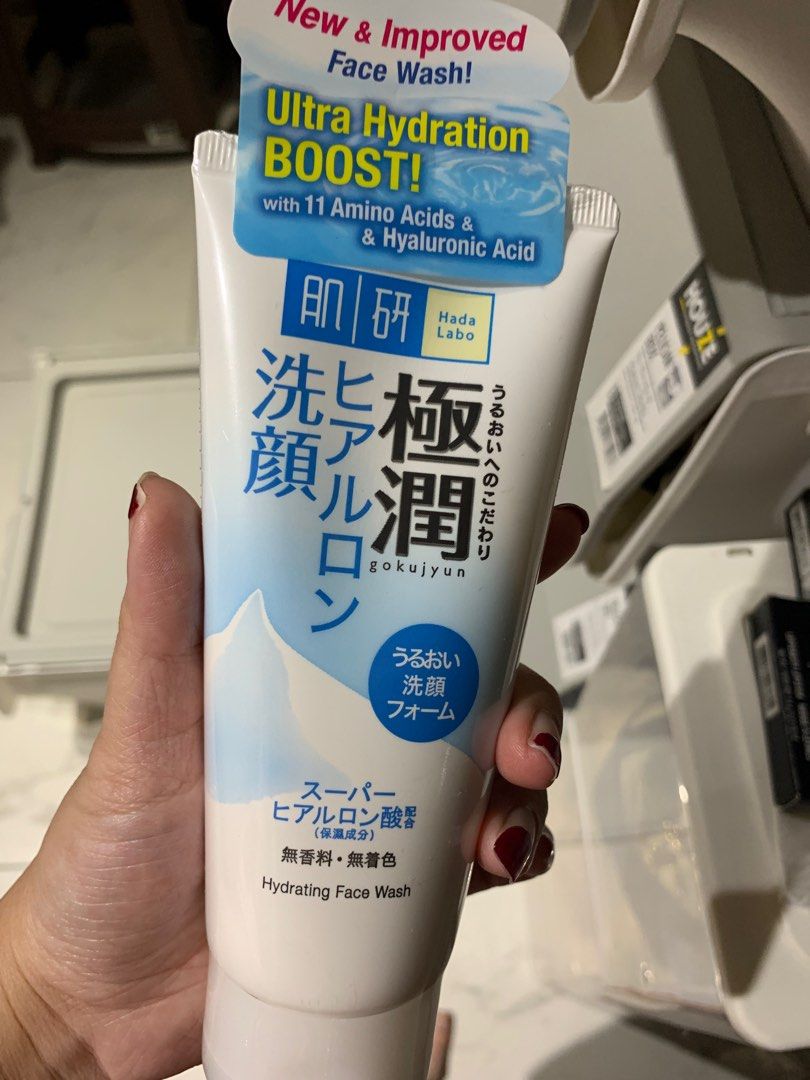 New & Improved
Face Wash!
Ultra Hydration
BOOST!
with 11 Amino Acids &
& Hyaluronic Acid
肌研
Hada
Labo
うるおいへのこだわり
極潤
gokujyun
ヒアルロン
洗顔
うるおい
洗顔
フォーム
スーパー
ヒアルロン酸配合
(保湿成分)
無香料・無着色
Hydrating Face Wash
HOUZE